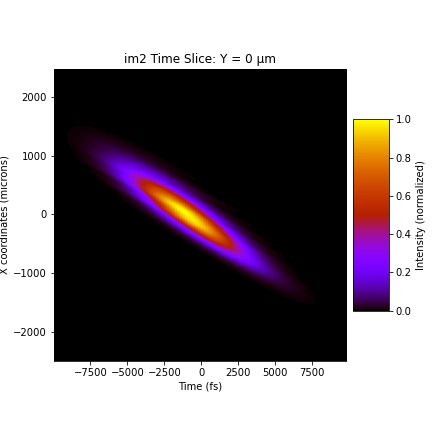 im2 Time Slice: Y = 0 μm
2000
1000
0
−1000
−2000
X coordinates (microns)
−7500 −5000 −2500 0 2500 5000 7500
Time (fs)
1.0
0.8
0.6
0.4
0.2
0.0
Intensity (normalized)